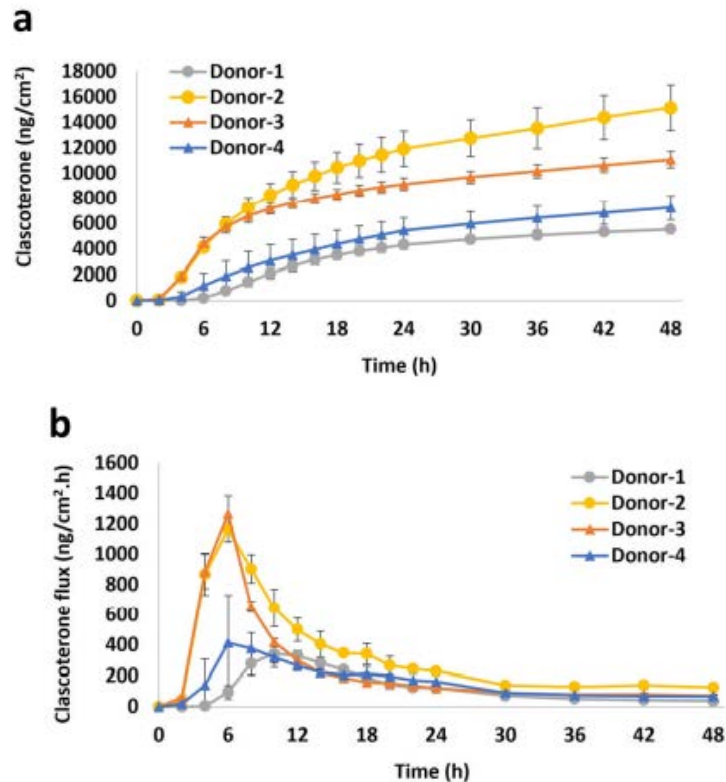 a
Clascoterone (ng/cm²)
18000
16000
14000
12000
10000
8000
6000
4000
2000
0
Donor-1
Donor-2
Donor-3
Donor-4
0 6 12 18 24 30 36 42 48
Time (h)
b
Clascoterone flux (ng/cm².h)
1600
1400
1200
1000
800
600
400
200
0
Donor-1
Donor-2
Donor-3
Donor-4
0 6 12 18 24 30 36 42 48
Time (h)